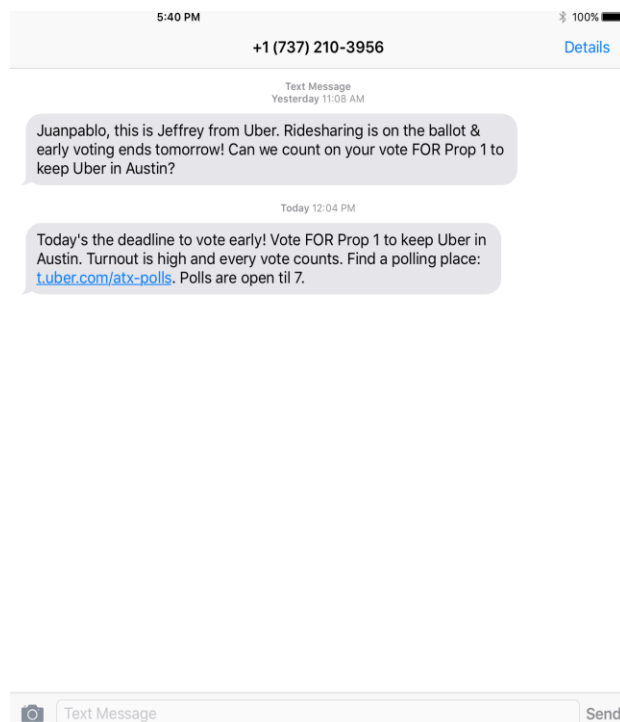 5:40 PM
100%
+1 (737) 210-3956
Details
Text Message
Yesterday 11:08 AM
Juanpablo, this is Jeffrey from Uber. Ridesharing is on the ballot &
early voting ends tomorrow! Can we count on your vote FOR Prop 1 to
keep Uber in Austin?
Today 12:04 PM
Today's the deadline to vote early! Vote FOR Prop 1 to keep Uber in
Austin. Turnout is high and every vote counts. Find a polling place:
t.uber.com/atx-polls. Polls are open til 7.
Text Message
Send